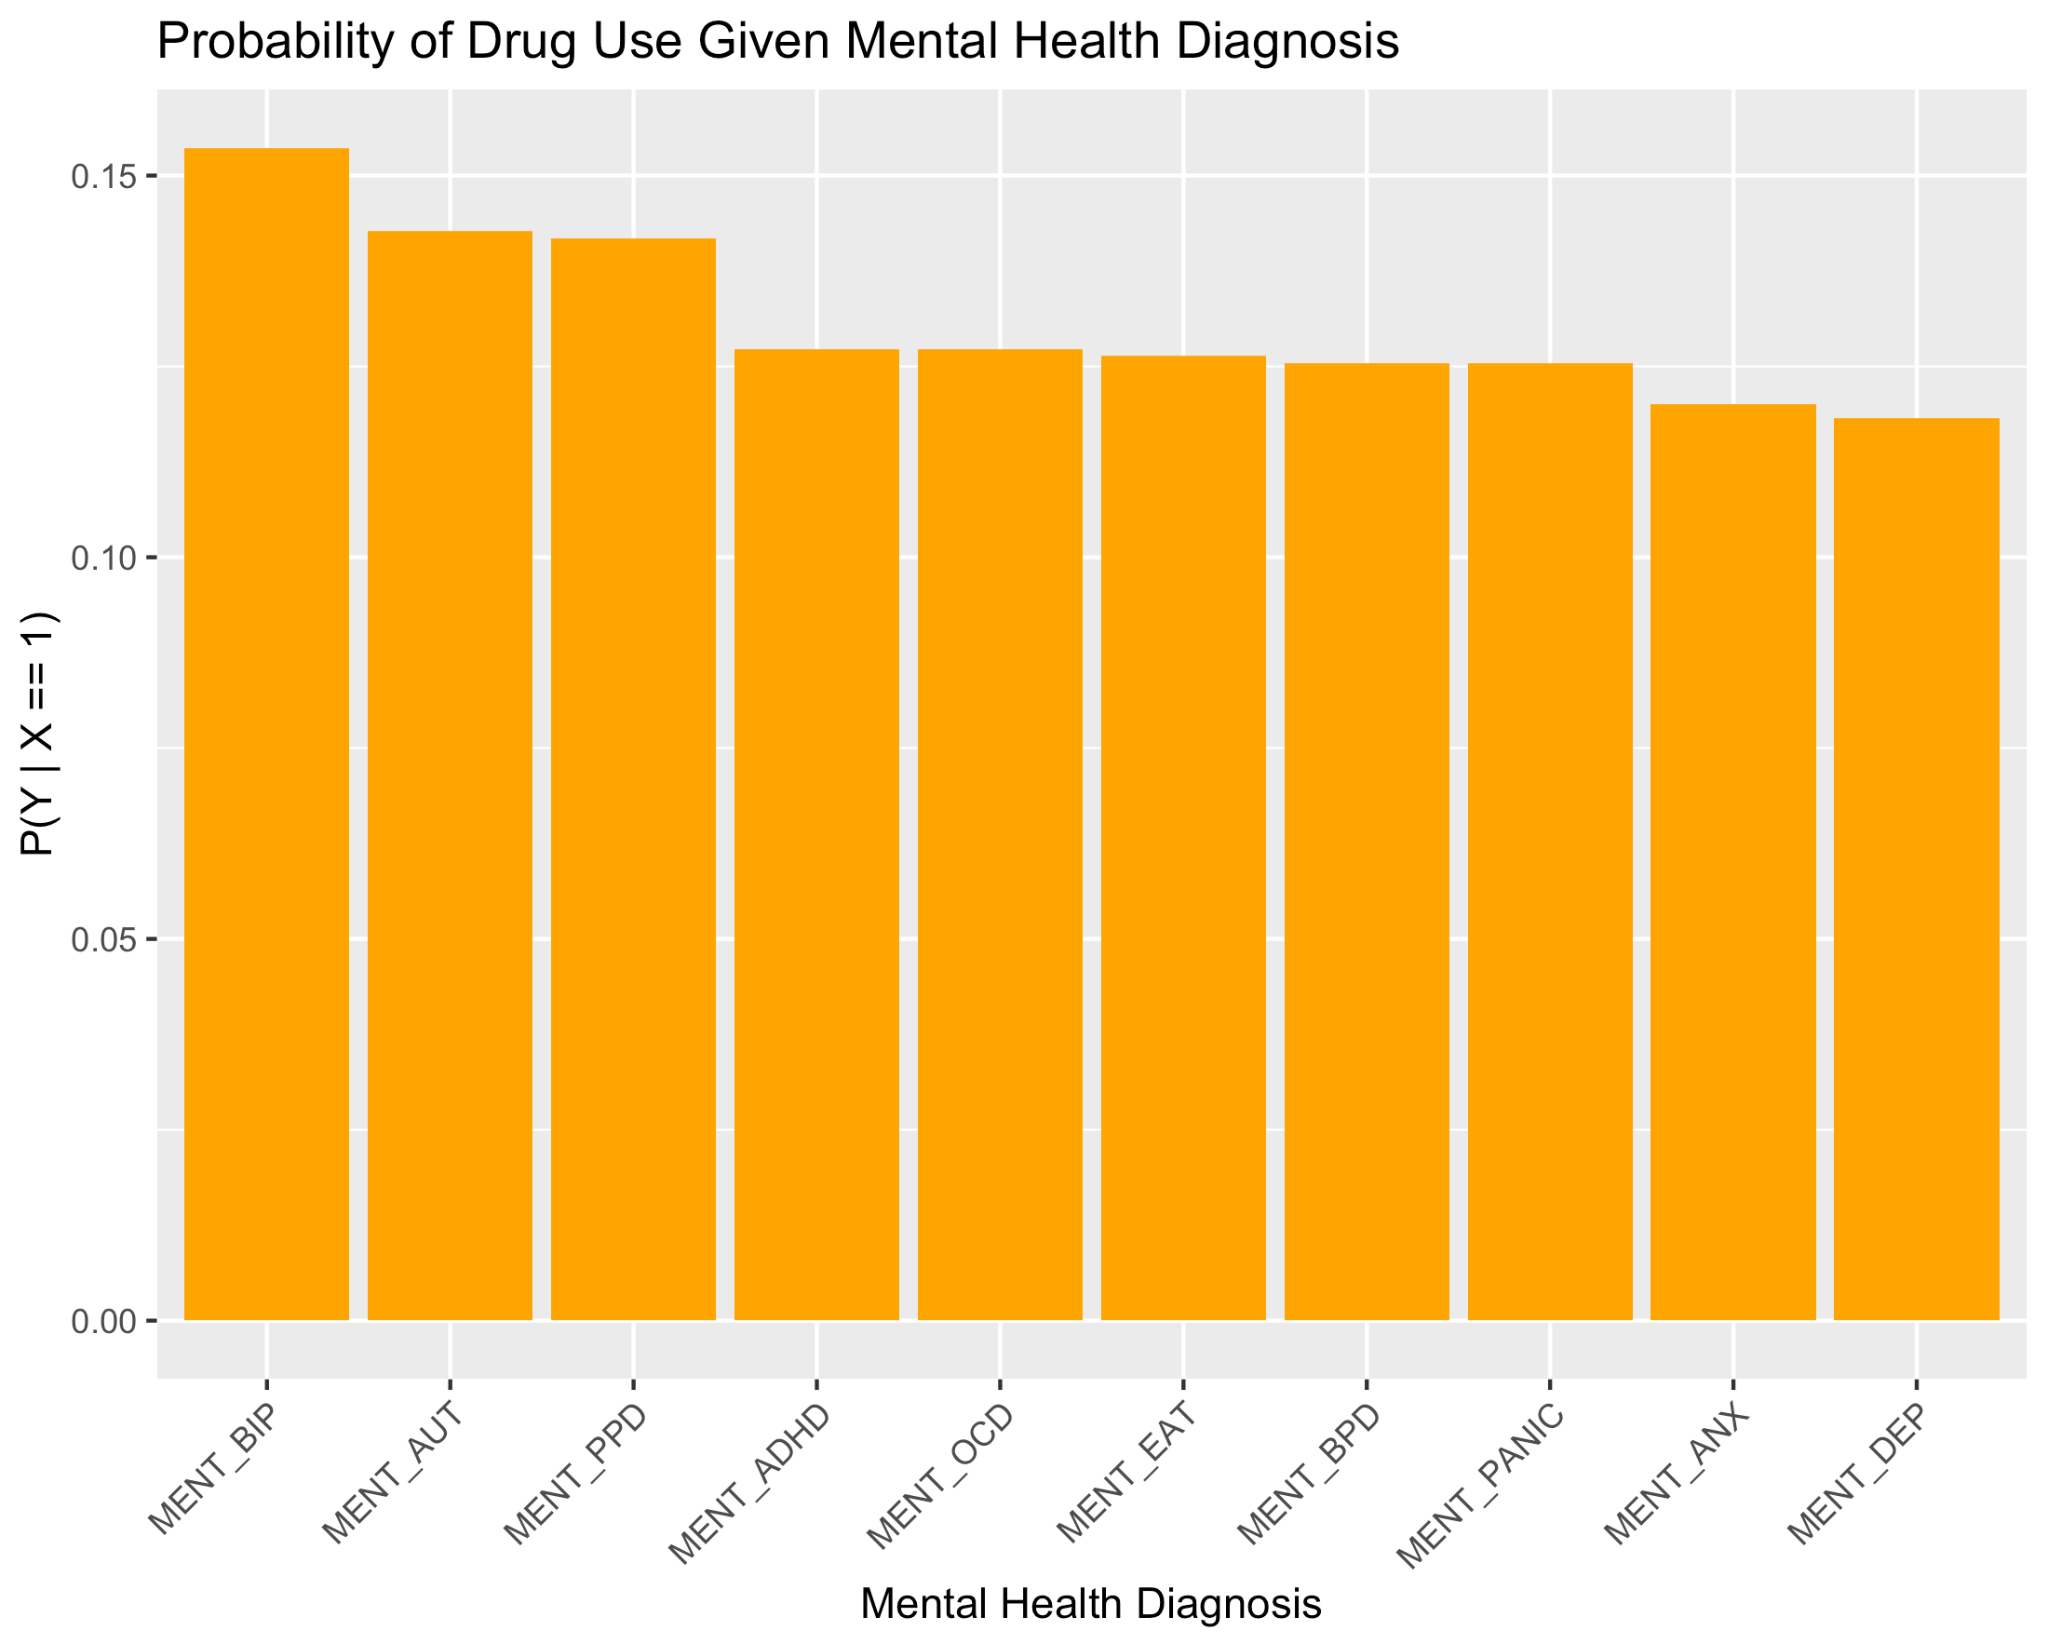 Probability of Drug Use Given Mental Health Diagnosis
P(Y | X == 1)
0.15
0.10
0.05
0.00
MENT_BIP
MENT_AUT
MENT_PPD
MENT_ADHD
MENT_OCD
MENT_EAT
MENT_BPD
MENT_PANIC
MENT_ANX
MENT_DEP
Mental Health Diagnosis